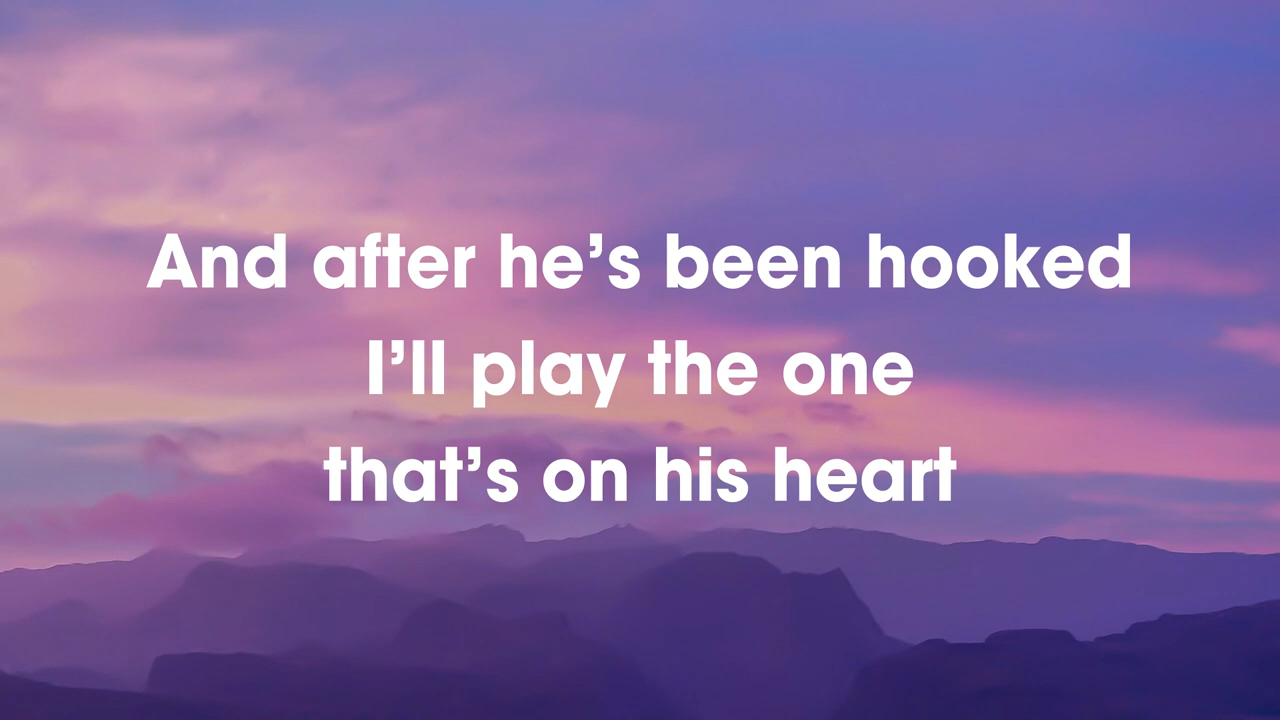 And after he’s been hooked
I’ll play the one
that’s on his heart